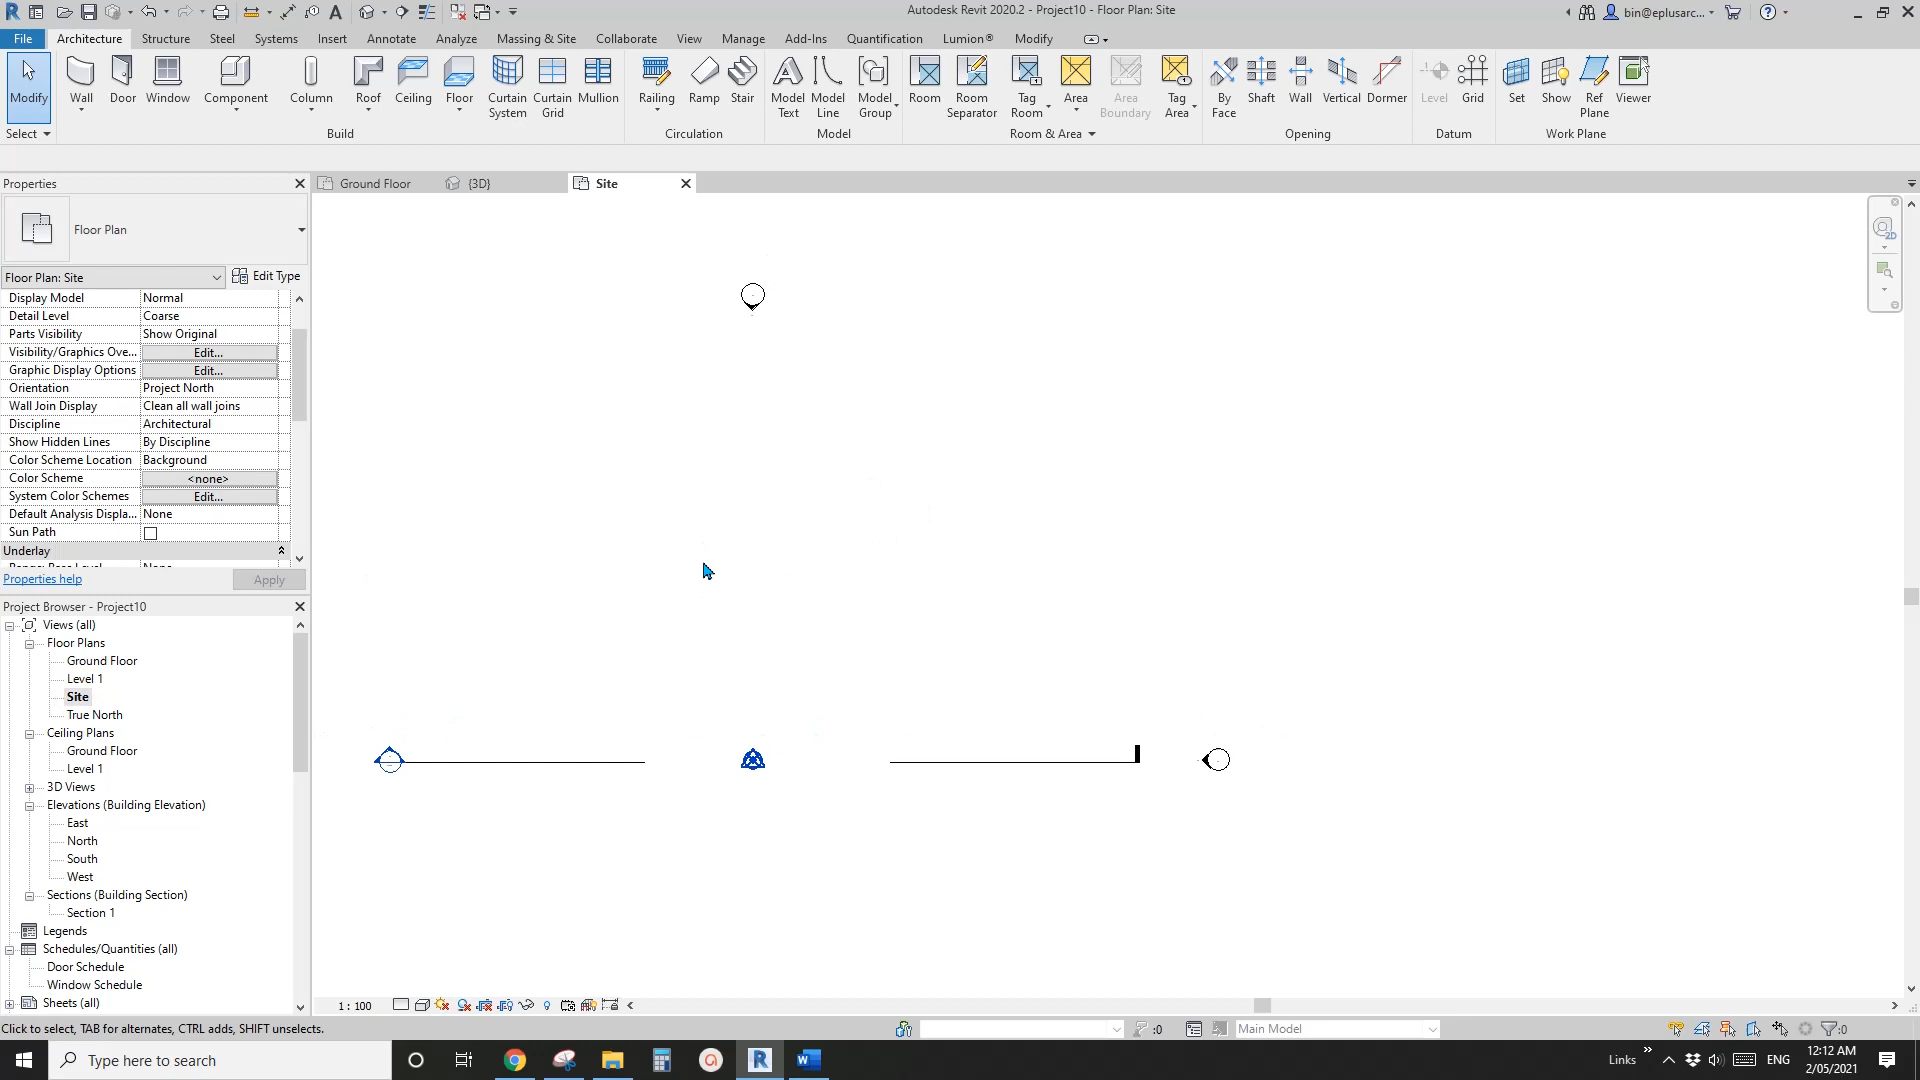 Autodesk Revit 2020.2 - Project10 - Floor Plan: Site
bin@eplusarc...
File Architecture Structure Steel Systems Insert Annotate Analyze Massing & Site Collaborate View Manage Add-Ins Quantification Lumion® Modify
Modify Wall Door Window Component Column Roof Ceiling Floor Curtain System Curtain Grid Mullion Railing Ramp Stair Model Text Model Line Model Group Room Room Separator Tag Room Area Area Boundary Tag Area By Face Shaft Wall Vertical Dormer Level Grid Set Show Ref Plane Viewer
Select Build Circulation Model Room & Area Opening Datum Work Plane
Properties
Ground Floor {3D} Site
Floor Plan
Floor Plan: Site Edit Type
Display Model Normal
Detail Level Coarse
Parts Visibility Show Original
Visibility/Graphics Ove... Edit...
Graphic Display Options Edit...
Orientation Project North
Wall Join Display Clean all wall joins
Discipline Architectural
Show Hidden Lines By Discipline
Color Scheme Location Background
Color Scheme <none>
System Color Schemes Edit...
Default Analysis Displa... None
Sun Path
Underlay
Properties help Apply
Project Browser - Project10
Views (all)
Floor Plans
Ground Floor
Level 1
Site
True North
Ceiling Plans
Ground Floor
Level 1
3D Views
Elevations (Building Elevation)
East
North
South
West
Sections (Building Section)
Section 1
Legends
Schedules/Quantities (all)
Door Schedule
Window Schedule
Sheets (all)
1 : 100
Click to select, TAB for alternates, CTRL adds, SHIFT unselects.
:0
Main Model
:0
Type here to search
Links
ENG
12:12 AM
2/05/2021